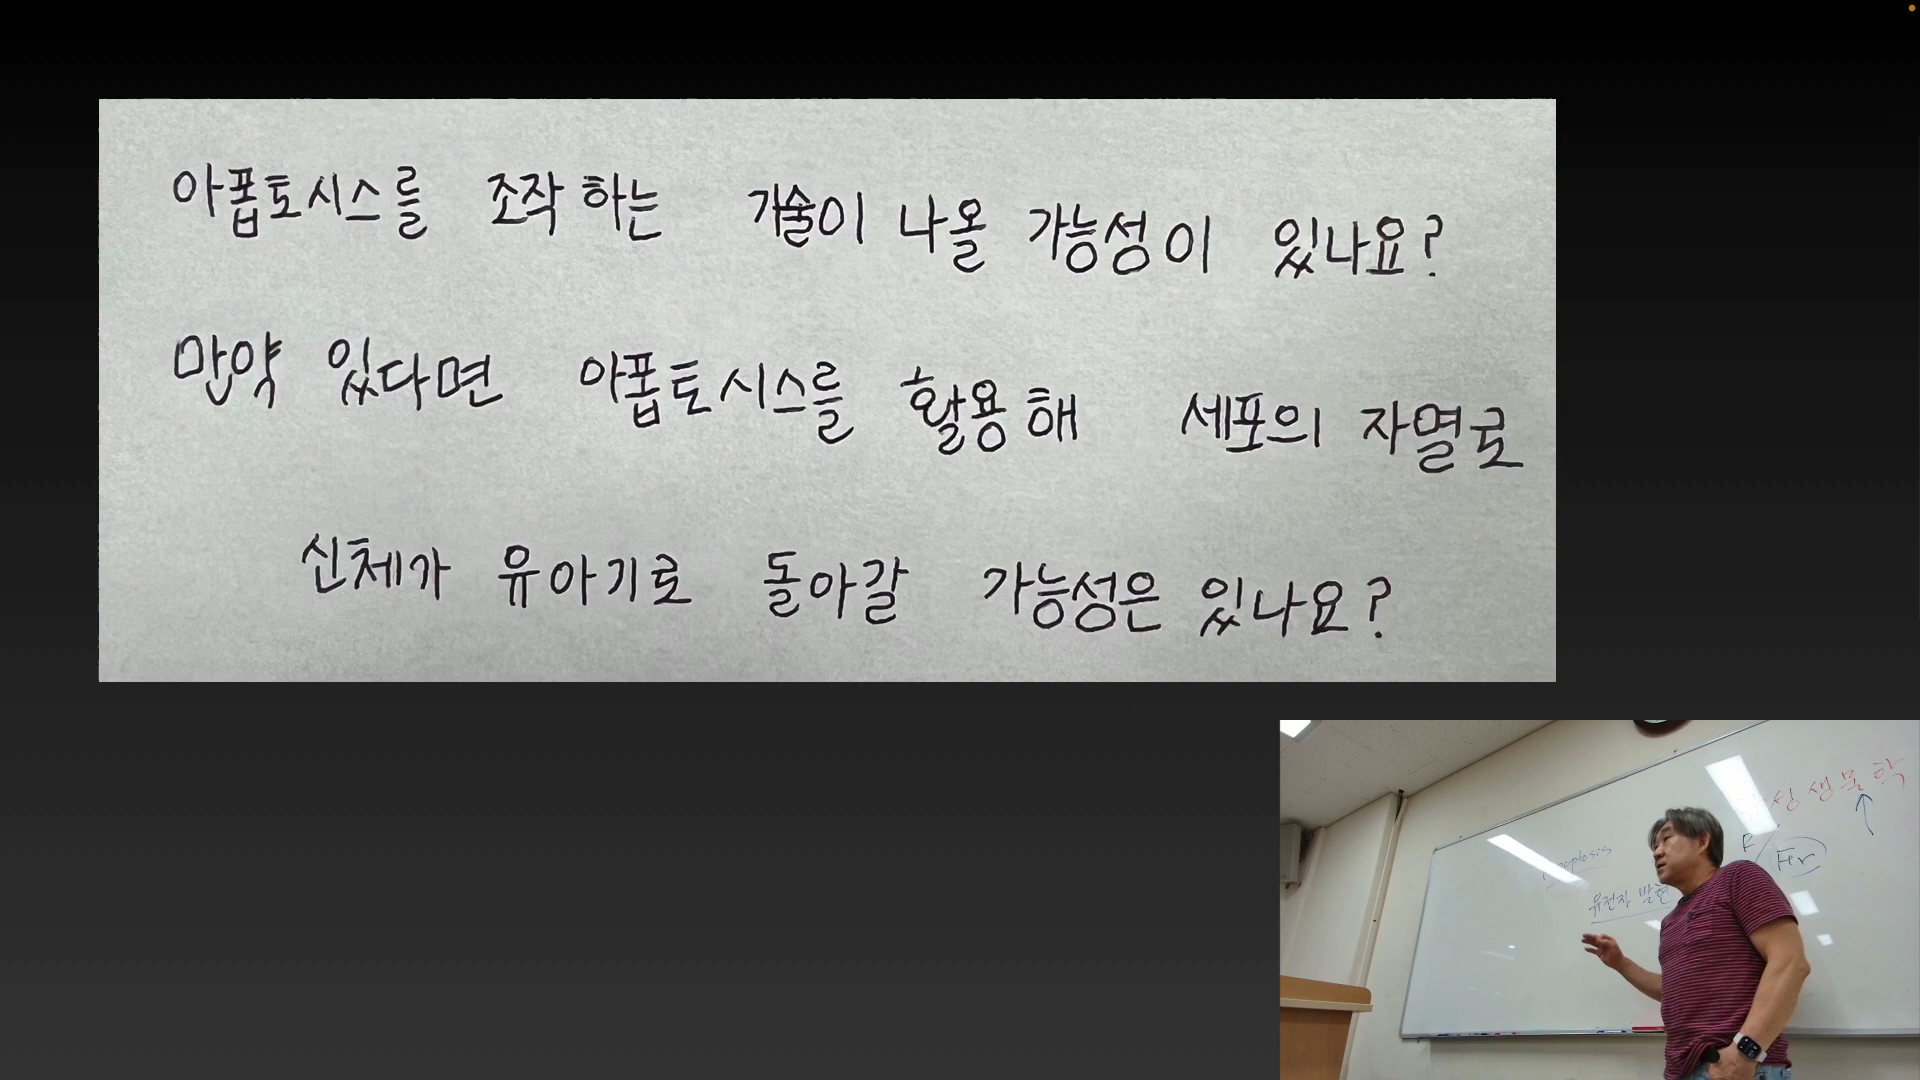 아폽토시스를 조작하는 기술이 나올 가능성이 있나요?
만약 있다면 아폽토시스를 활용해 세포의 자멸로
신체가 유아기로 돌아갈 가능성은 있나요?
생물학
유전자 발현